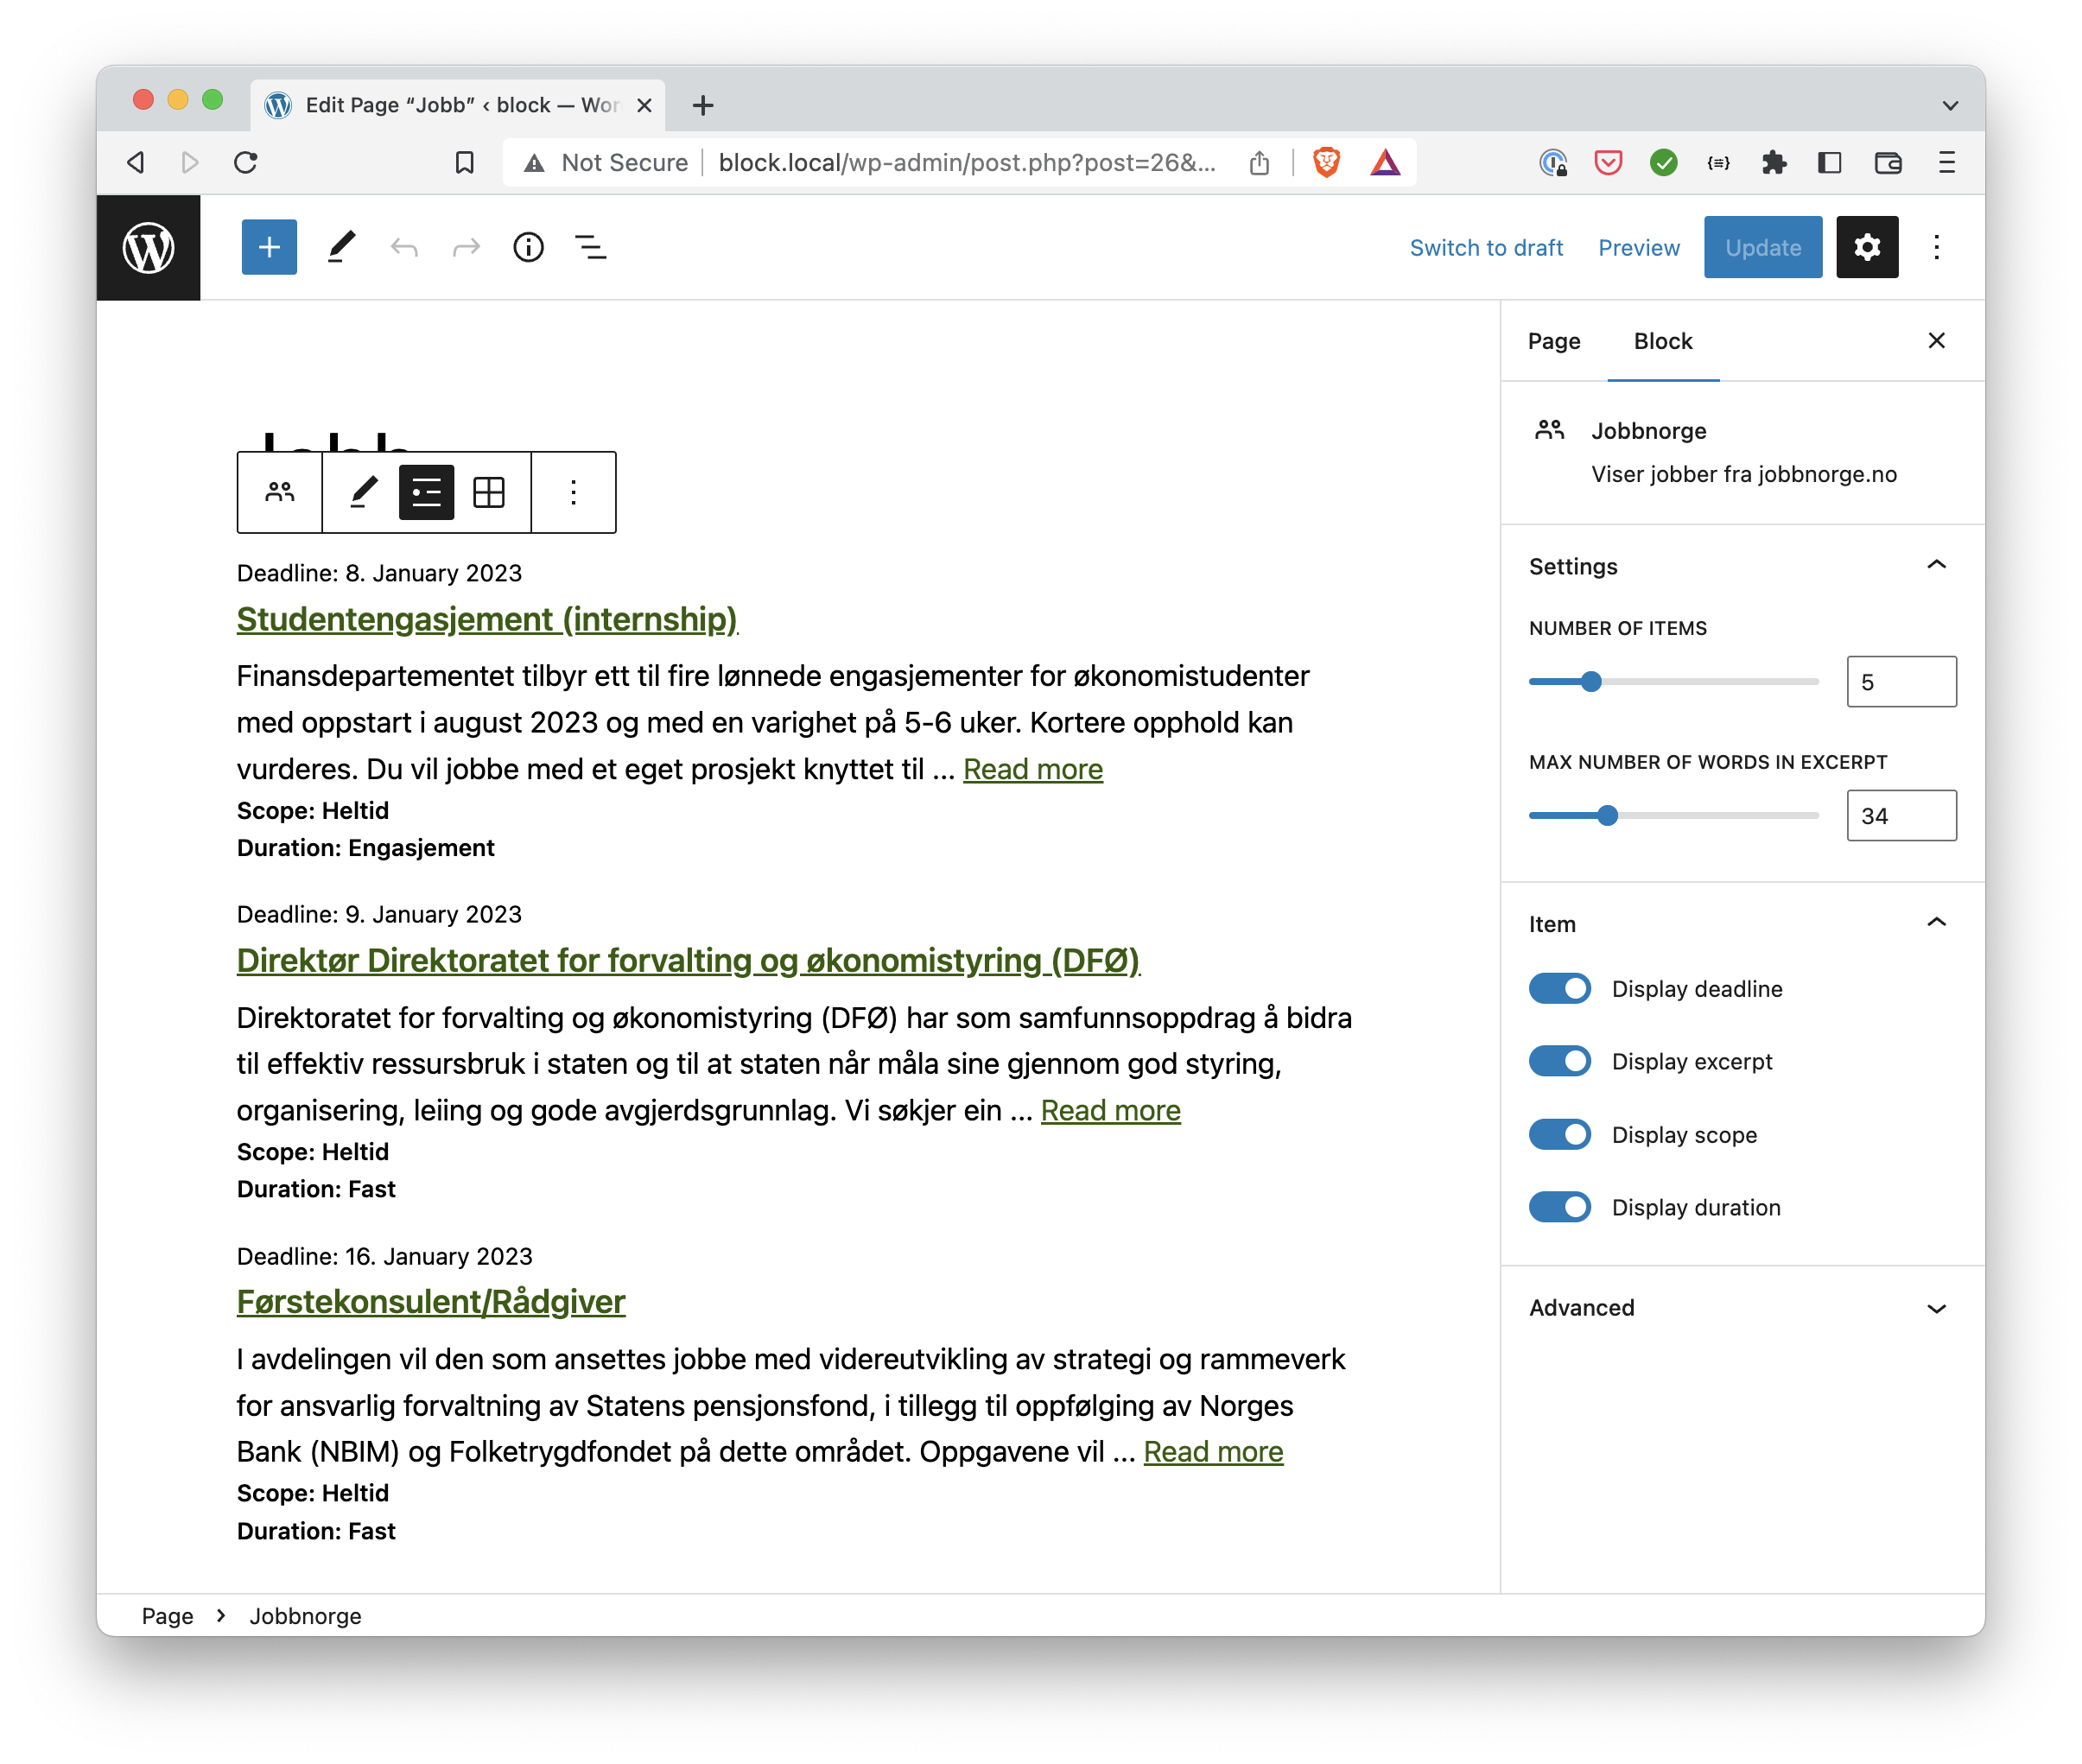 Edit Page “Jobb” ‹ block — Wor
Not Secure
block.local/wp-admin/post.php?post=26&...
Switch to draft
Preview
Update
Page
Block
Jobbnorge
Viser jobber fra jobbnorge.no
Settings
NUMBER OF ITEMS
5
MAX NUMBER OF WORDS IN EXCERPT
34
Item
Display deadline
Display excerpt
Display scope
Display duration
Advanced
Jobb
Deadline: 8. January 2023
Studentengasjement (internship)
Finansdepartementet tilbyr ett til fire lønnede engasjementer for økonomistudenter
med oppstart i august 2023 og med en varighet på 5-6 uker. Kortere opphold kan
vurderes. Du vil jobbe med et eget prosjekt knyttet til ... Read more
Scope: Heltid
Duration: Engasjement
Deadline: 9. January 2023
Direktør Direktoratet for forvalting og økonomistyring (DFØ)
Direktoratet for forvalting og økonomistyring (DFØ) har som samfunnsoppdrag å bidra
til effektiv ressursbruk i staten og til at staten når måla sine gjennom god styring,
organisering, leiing og gode avgjerdsgrunnlag. Vi søkjer ein ... Read more
Scope: Heltid
Duration: Fast
Deadline: 16. January 2023
Førstekonsulent/Rådgiver
I avdelingen vil den som ansettes jobbe med videreutvikling av strategi og rammeverk
for ansvarlig forvaltning av Statens pensjonsfond, i tillegg til oppfølging av Norges
Bank (NBIM) og Folketrygdfondet på dette området. Oppgavene vil ... Read more
Scope: Heltid
Duration: Fast
Page
Jobbnorge